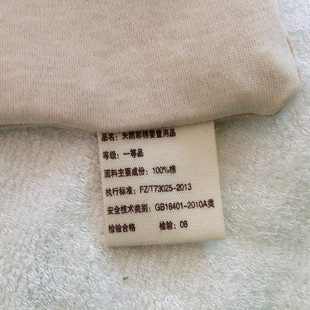 品名：天然彩棉婴童用品
等级：一等品
面料主要成份：100%棉
执行标准：FZ/T73025-2013
安全技术类别：GB18401-2010A类
检验合格 检验：08